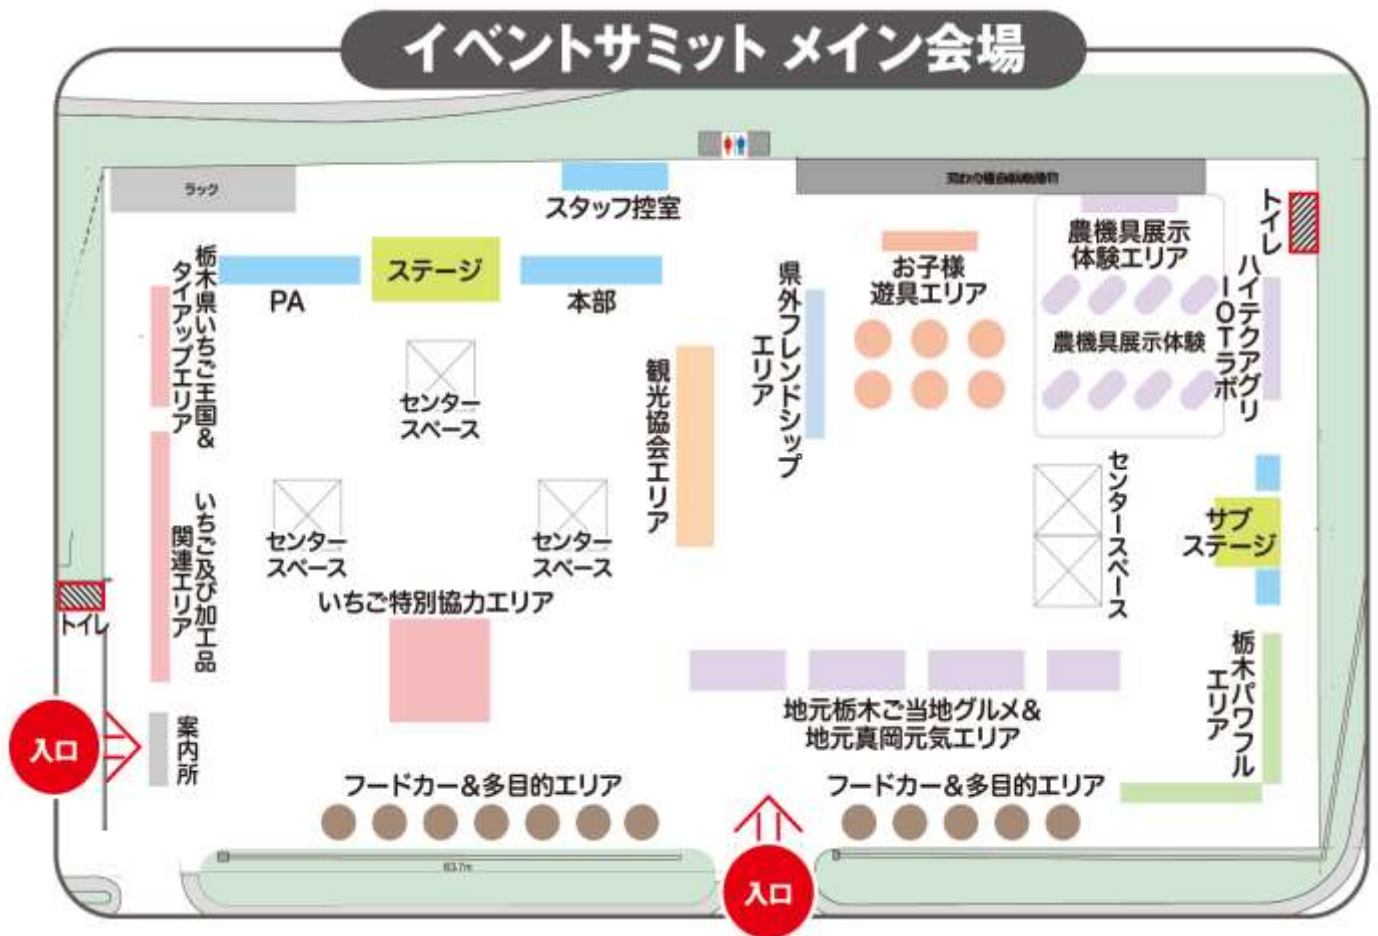 イベントサミット メイン会場
ラック
スタッフ控室
トイレ
農機具展示
体験エリア
お子様
遊具エリア
ステージ
PA
本部
栃木県いちご王国&
タイアップエリア
県外フレンドシップ
エリア
ハイテクアグリ
IOTラボ
農機具展示体験
センター
スペース
観光協会エリア
センター
スペース
センター
スペース
センタースペース
サブ
ステージ
いちご及び加工品
関連エリア
いちご特別協力エリア
トイレ
栃木パワフル
エリア
地元栃木ご当地グルメ&
地元真岡元気エリア
入口
案内所
フードカー&多目的エリア
フードカー&多目的エリア
63.7m
入口